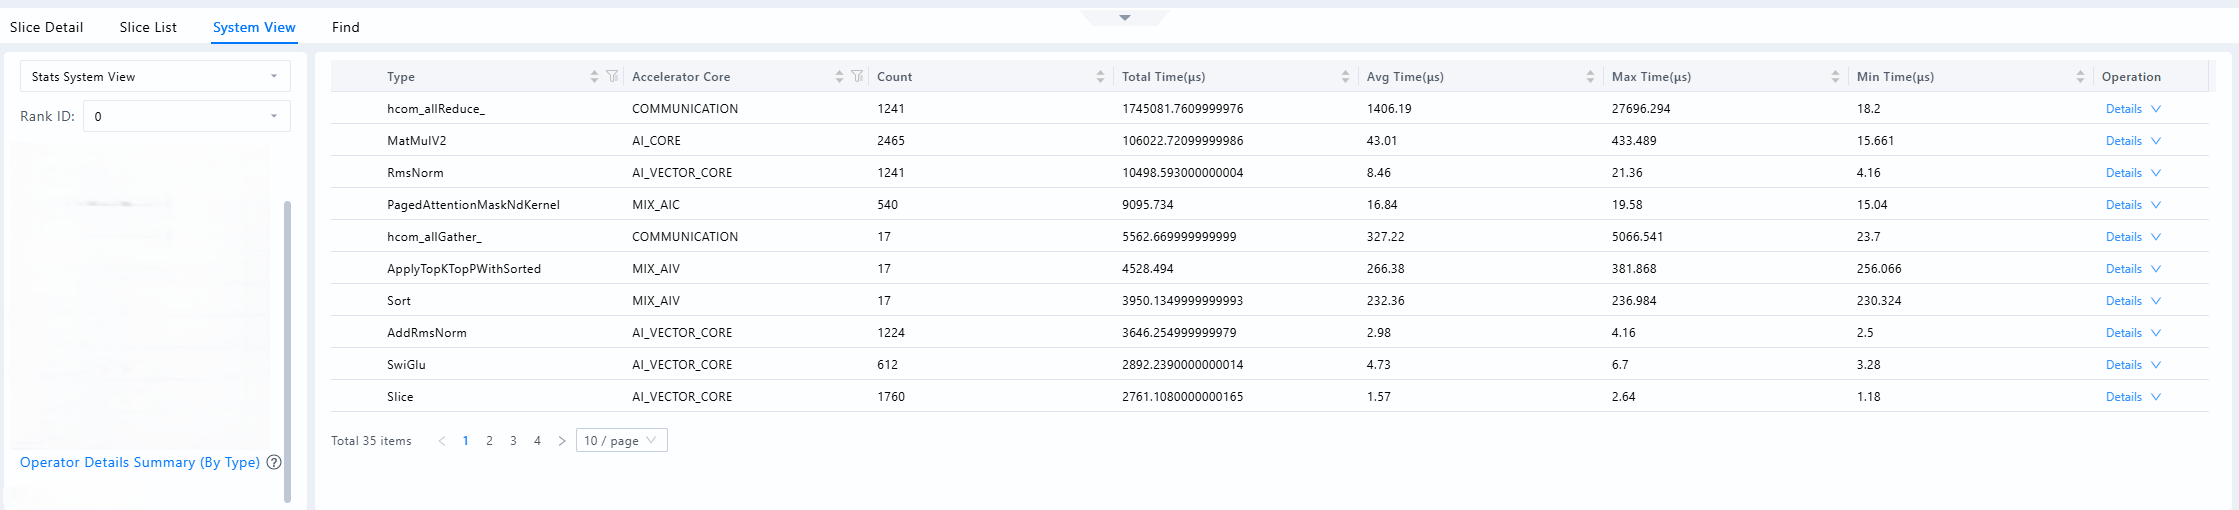 Slice Detail Slice List System View Find
Stats System View
Rank ID: 0
Operator Details Summary (By Type) ?
Type Accelerator Core Count Total Time(μs) Avg Time(μs) Max Time(μs) Min Time(μs) Operation
hcom_allReduce_ COMMUNICATION 1241 1745081.7609999976 1406.19 27696.294 18.2 Details
MatMulV2 AI_CORE 2465 106022.72099999986 43.01 433.489 15.661 Details
RmsNorm AI_VECTOR_CORE 1241 10498.593000000004 8.46 21.36 4.16 Details
PagedAttentionMaskNdKernel MIX_AIC 540 9095.734 16.84 19.58 15.04 Details
hcom_allGather_ COMMUNICATION 17 5562.669999999999 327.22 5066.541 23.7 Details
ApplyTopKTopPWithSorted MIX_AIV 17 4528.494 266.38 381.868 256.066 Details
Sort MIX_AIV 17 3950.1349999999993 232.36 236.984 230.324 Details
AddRmsNorm AI_VECTOR_CORE 1224 3646.254999999979 2.98 4.16 2.5 Details
SwiGlu AI_VECTOR_CORE 612 2892.2390000000014 4.73 6.7 3.28 Details
Slice AI_VECTOR_CORE 1760 2761.1080000000165 1.57 2.64 1.18 Details
Total 35 items < 1 2 3 4 > 10 / page